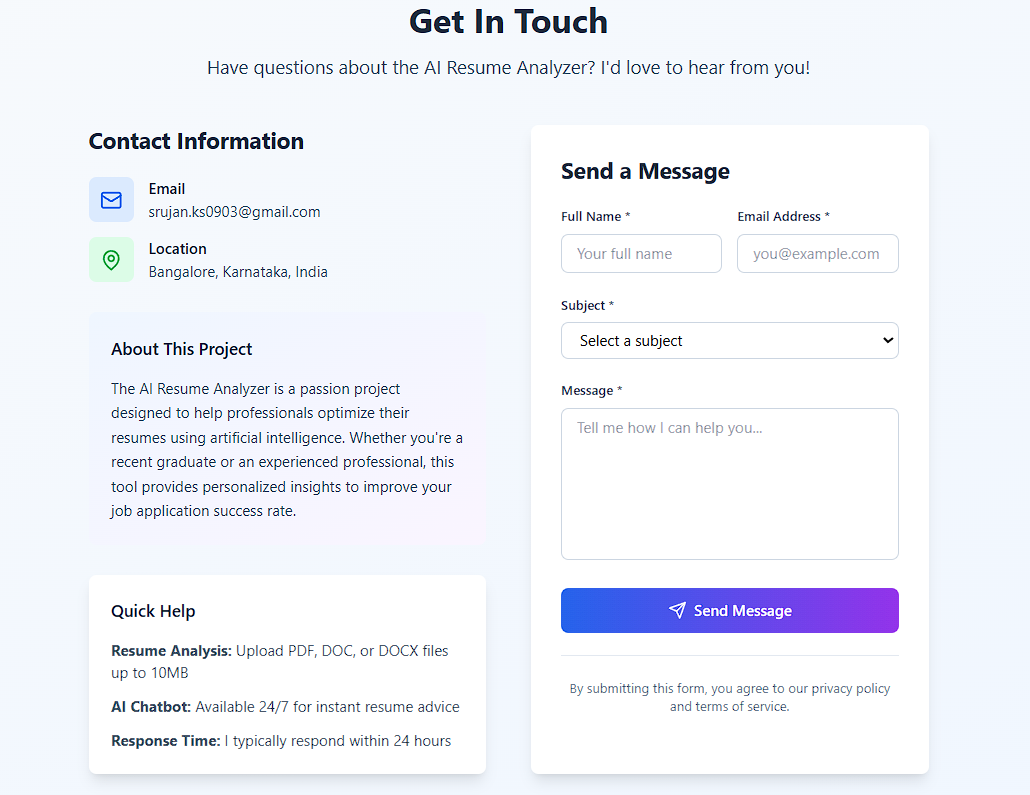 Get In Touch
Have questions about the AI Resume Analyzer? I'd love to hear from you!
Contact Information
Email
srujan.ks0903@gmail.com
Location
Bangalore, Karnataka, India
About This Project
The AI Resume Analyzer is a passion project
designed to help professionals optimize their
resumes using artificial intelligence. Whether you're a
recent graduate or an experienced professional, this
tool provides personalized insights to improve your
job application success rate.
Quick Help
Resume Analysis: Upload PDF, DOC, or DOCX files
up to 10MB
AI Chatbot: Available 24/7 for instant resume advice
Response Time: I typically respond within 24 hours
Send a Message
Full Name *
Email Address *
Your full name
you@example.com
Subject *
Select a subject
Message *
Tell me how I can help you...
Send Message
By submitting this form, you agree to our privacy policy
and terms of service.